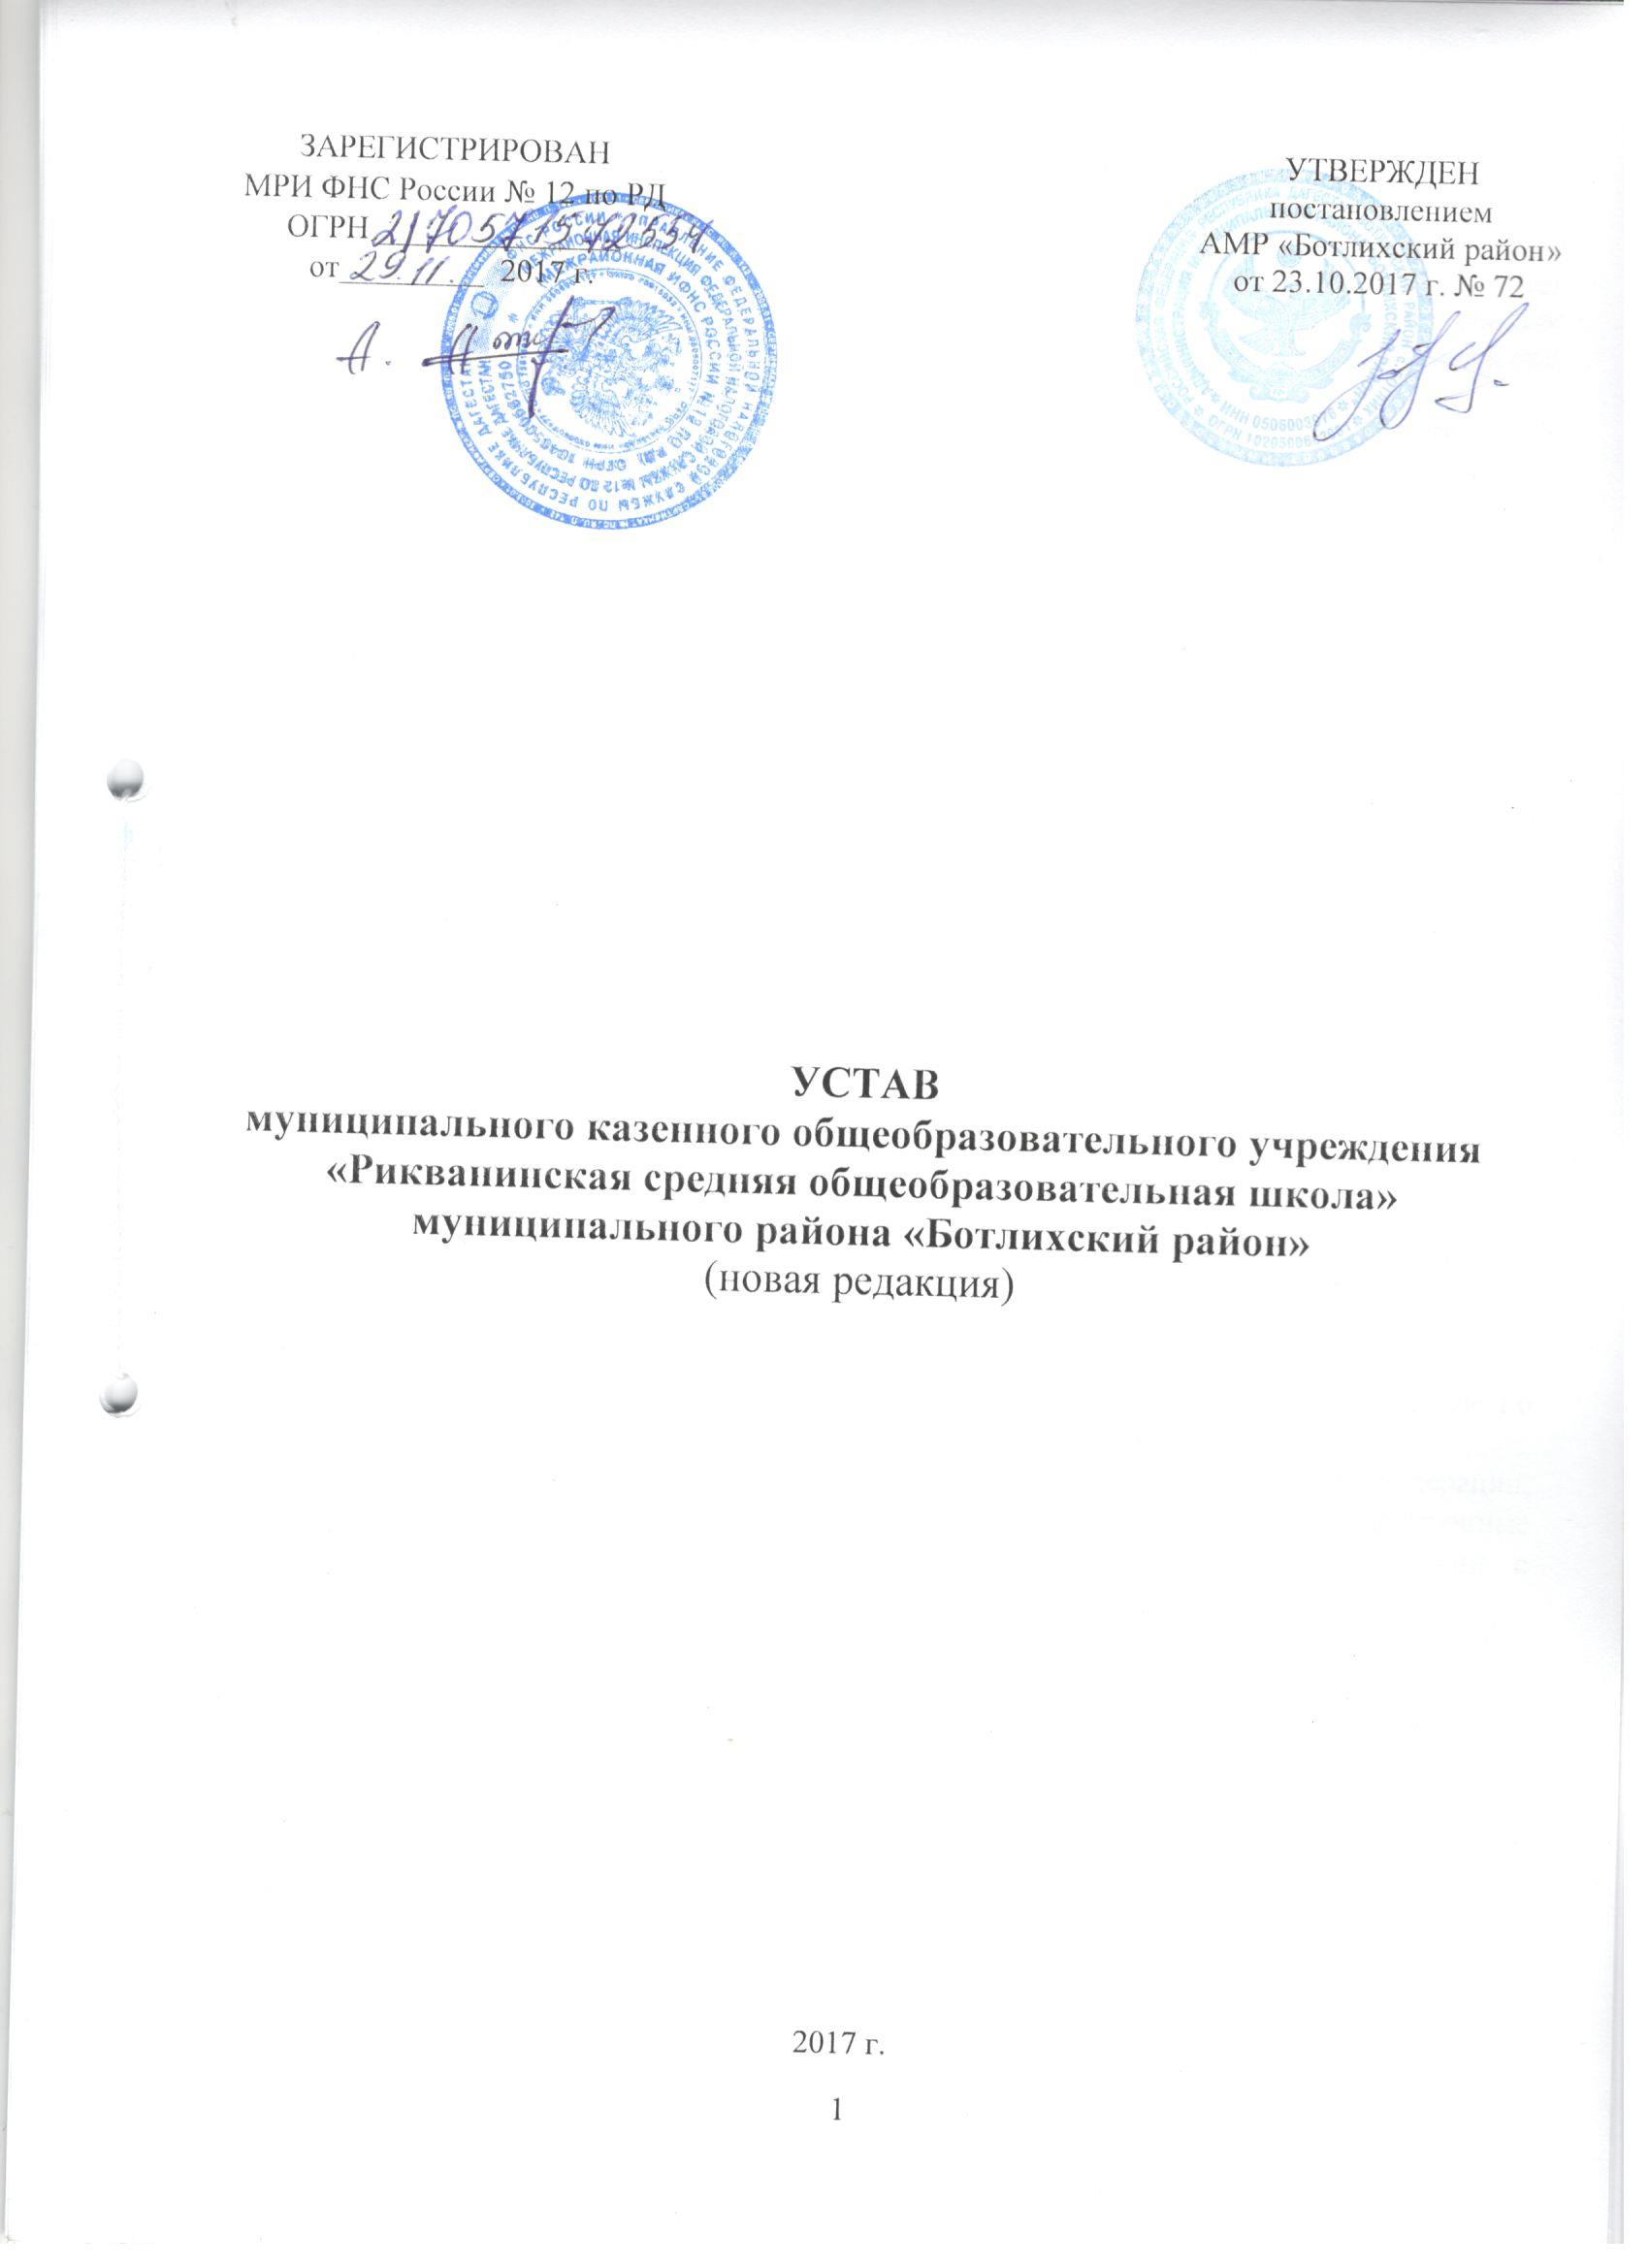 ЗАРЕГИСТРИРОВАН
МРИ ФНС России № 12 по РД
ОГРН 2170571542554
от 29.11. 2017 г.
УТВЕРЖДЕН
постановлением
АМР «Ботлихский район»
от 23.10.2017 г. № 72
УСТАВ
муниципального казенного общеобразовательного учреждения
«Рикванинская средняя общеобразовательная школа»
муниципального района «Ботлихский район»
(новая редакция)
2017 г.
1